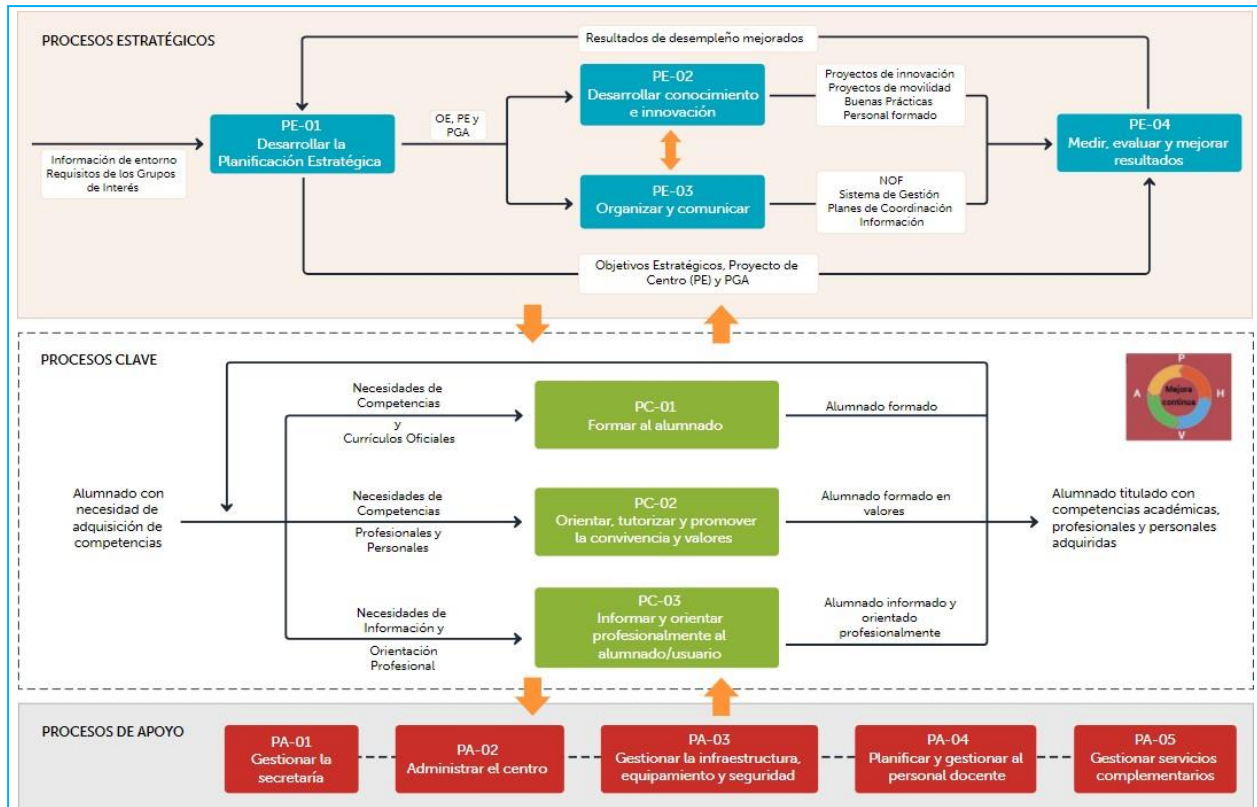 PROCESOS ESTRATÉGICOS
Resultados de desempleño mejorados
PE-01
Desarrollar la
Planificación Estratégica
Información de entorno
Requisitos de los Grupos
de Interés
OE, PE y
PGA
PE-02
Desarrollar conocimiento
e innovación
PE-03
Organizar y comunicar
Proyectos de innovación
Proyectos de movilidad
Buenas Prácticas
Personal formado
NOF
Sistema de Gestión
Planes de Coordinación
Información
PE-04
Medir, evaluar y mejorar
resultados
Objetivos Estratégicos, Proyecto de
Centro (PE) y PGA
PROCESOS CLAVE
P
A
Mejora
continua
H
V
Alumnado con
necesidad de
adquisición de
competencias
Necesidades de
Competencias
y
Currículos Oficiales
PC-01
Formar al alumnado
Alumnado formado
Necesidades de
Competencias
Profesionales y
Personales
PC-02
Orientar, tutorizar y promover
la convivencia y valores
Alumnado formado en
valores
Necesidades de
Información y
Orientación
Profesional
PC-03
Informar y orientar
profesionalmente al
alumnado/usuario
Alumnado informado y
orientado
profesionalmente
Alumnado titulado con
competencias académicas,
profesionales y personales
adquiridas
PROCESOS DE APOYO
PA-01
Gestionar la
secretaría
PA-02
Administrar el centro
PA-03
Gestionar la infraestructura,
equipamiento y seguridad
PA-04
Planificar y gestionar al
personal docente
PA-05
Gestionar servicios
complementarios